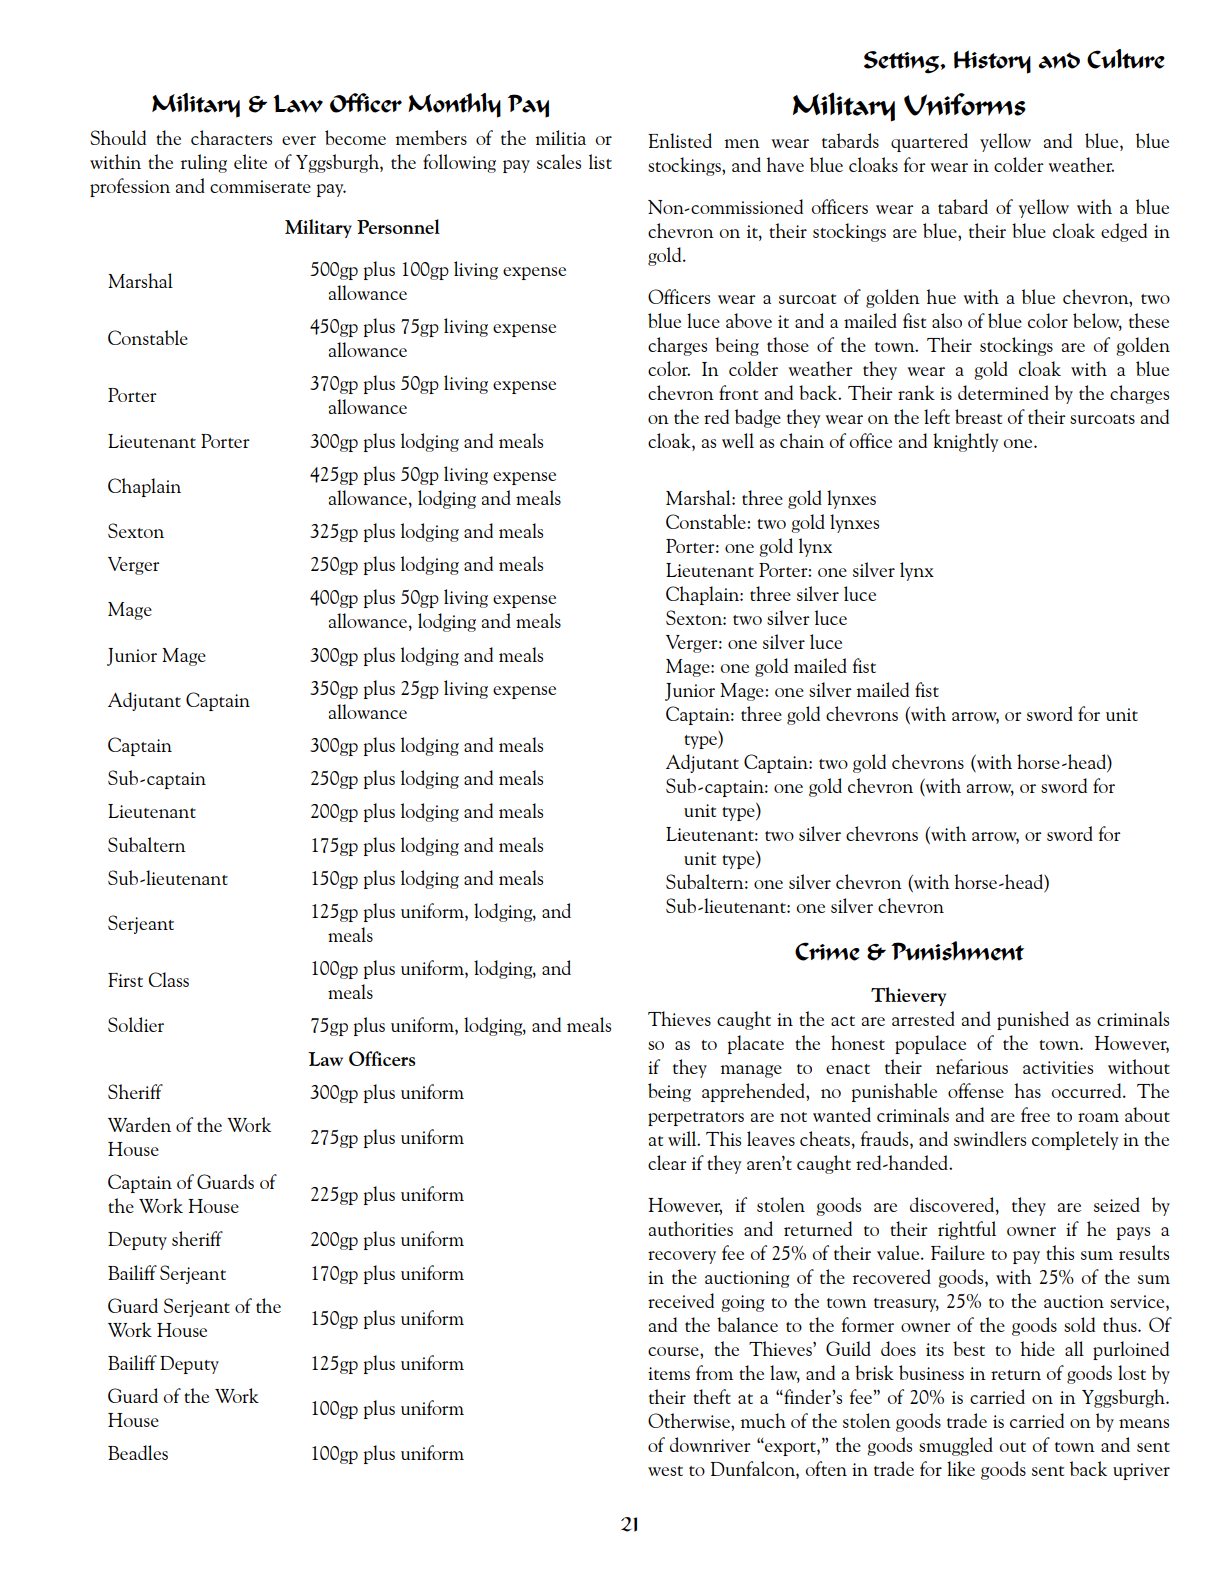 Setting, History and Culture
Military & Law Officer Monthly Pay
Should the characters ever become members of the militia or
within the ruling elite of Yggsburgh, the following pay scales list
profession and commiserate pay.
Military Personnel
Marshal 500gp plus 100gp living expense
allowance
Constable 450gp plus 75gp living expense
allowance
Porter 370gp plus 50gp living expense
allowance
Lieutenant Porter 300gp plus lodging and meals
Chaplain 425gp plus 50gp living expense
allowance, lodging and meals
Sexton 325gp plus lodging and meals
Verger 250gp plus lodging and meals
Mage 400gp plus 50gp living expense
allowance, lodging and meals
Junior Mage 300gp plus lodging and meals
Adjutant Captain 350gp plus 25gp living expense
allowance
Captain 300gp plus lodging and meals
Sub-captain 250gp plus lodging and meals
Lieutenant 200gp plus lodging and meals
Subaltern 175gp plus lodging and meals
Sub-lieutenant 150gp plus lodging and meals
Serjeant 125gp plus uniform, lodging, and
meals
First Class 100gp plus uniform, lodging, and
meals
Soldier 75gp plus uniform, lodging, and meals
Law Officers
Sheriff 300gp plus uniform
Warden of the Work
House 275gp plus uniform
Captain of Guards of
the Work House 225gp plus uniform
Deputy sheriff 200gp plus uniform
Bailiff Serjeant 170gp plus uniform
Guard Serjeant of the
Work House 150gp plus uniform
Bailiff Deputy 125gp plus uniform
Guard of the Work
House 100gp plus uniform
Beadles 100gp plus uniform
Military Uniforms
Enlisted men wear tabards quartered yellow and blue, blue
stockings, and have blue cloaks for wear in colder weather.
Non-commissioned officers wear a tabard of yellow with a blue
chevron on it, their stockings are blue, their blue cloak edged in
gold.
Officers wear a surcoat of golden hue with a blue chevron, two
blue luce above it and a mailed fist also of blue color below, these
charges being those of the town. Their stockings are of golden
color. In colder weather they wear a gold cloak with a blue
chevron front and back. Their rank is determined by the charges
on the red badge they wear on the left breast of their surcoats and
cloak, as well as chain of office and knightly one.
Marshal: three gold lynxes
Constable: two gold lynxes
Porter: one gold lynx
Lieutenant Porter: one silver lynx
Chaplain: three silver luce
Sexton: two silver luce
Verger: one silver luce
Mage: one gold mailed fist
Junior Mage: one silver mailed fist
Captain: three gold chevrons (with arrow, or sword for unit
type)
Adjutant Captain: two gold chevrons (with horse-head)
Sub-captain: one gold chevron (with arrow, or sword for
unit type)
Lieutenant: two silver chevrons (with arrow, or sword for
unit type)
Subaltern: one silver chevron (with horse-head)
Sub-lieutenant: one silver chevron
Crime & Punishment
Thievery
Thieves caught in the act are arrested and punished as criminals
so as to placate the honest populace of the town. However,
if they manage to enact their nefarious activities without
being apprehended, no punishable offense has occurred. The
perpetrators are not wanted criminals and are free to roam about
at will. This leaves cheats, frauds, and swindlers completely in the
clear if they aren't caught red-handed.
However, if stolen goods are discovered, they are seized by
authorities and returned to their rightful owner if he pays a
recovery fee of 25% of their value. Failure to pay this sum results
in the auctioning of the recovered goods, with 25% of the sum
received going to the town treasury, 25% to the auction service,
and the balance to the former owner of the goods sold thus. Of
course, the Thieves' Guild does its best to hide all purloined
items from the law, and a brisk business in return of goods lost by
their theft at a "finder's fee" of 20% is carried on in Yggsburgh.
Otherwise, much of the stolen goods trade is carried on by means
of downriver "export," the goods smuggled out of town and sent
west to Dunfalcon, often in trade for like goods sent back upriver
21